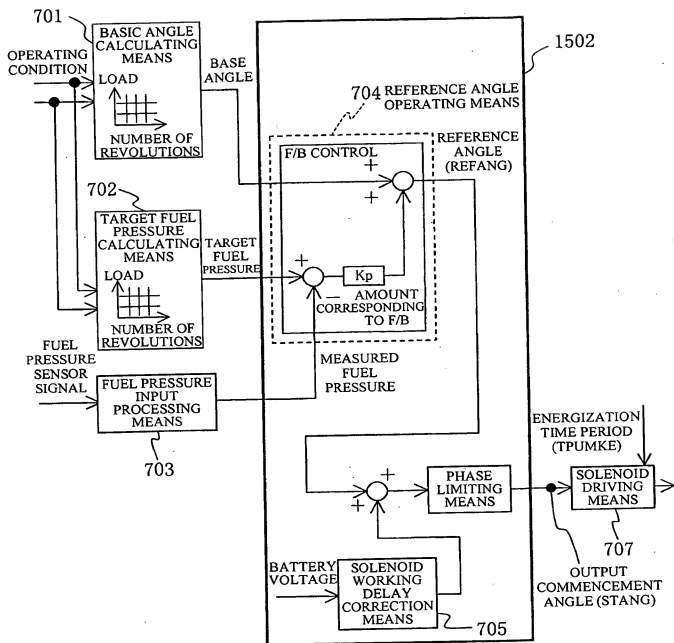 701
BASIC ANGLE
CALCULATING
MEANS
LOAD
NUMBER OF
REVOLUTIONS
OPERATING
CONDITION
BASE
ANGLE
1502
704
REFERENCE ANGLE
OPERATING MEANS
F/B CONTROL
REFERENCE
ANGLE
(REFANG)
+
+
702
TARGET FUEL
PRESSURE
CALCULATING
MEANS
LOAD
NUMBER OF
REVOLUTIONS
TARGET
FUEL
PRESSURE
+
−
Kp
AMOUNT
CORRESPONDING
TO F/B
FUEL
PRESSURE
SENSOR
SIGNAL
FUEL PRESSURE
INPUT
PROCESSING
MEANS
703
MEASURED
FUEL
PRESSURE
ENERGIZATION
TIME PERIOD
(TPUMKE)
+
+
PHASE
LIMITING
MEANS
SOLENOID
DRIVING
MEANS
707
BATTERY
VOLTAGE
SOLENOID
WORKING
DELAY
CORRECTION
MEANS
705
OUTPUT
COMMENCEMENT
ANGLE (STANG)